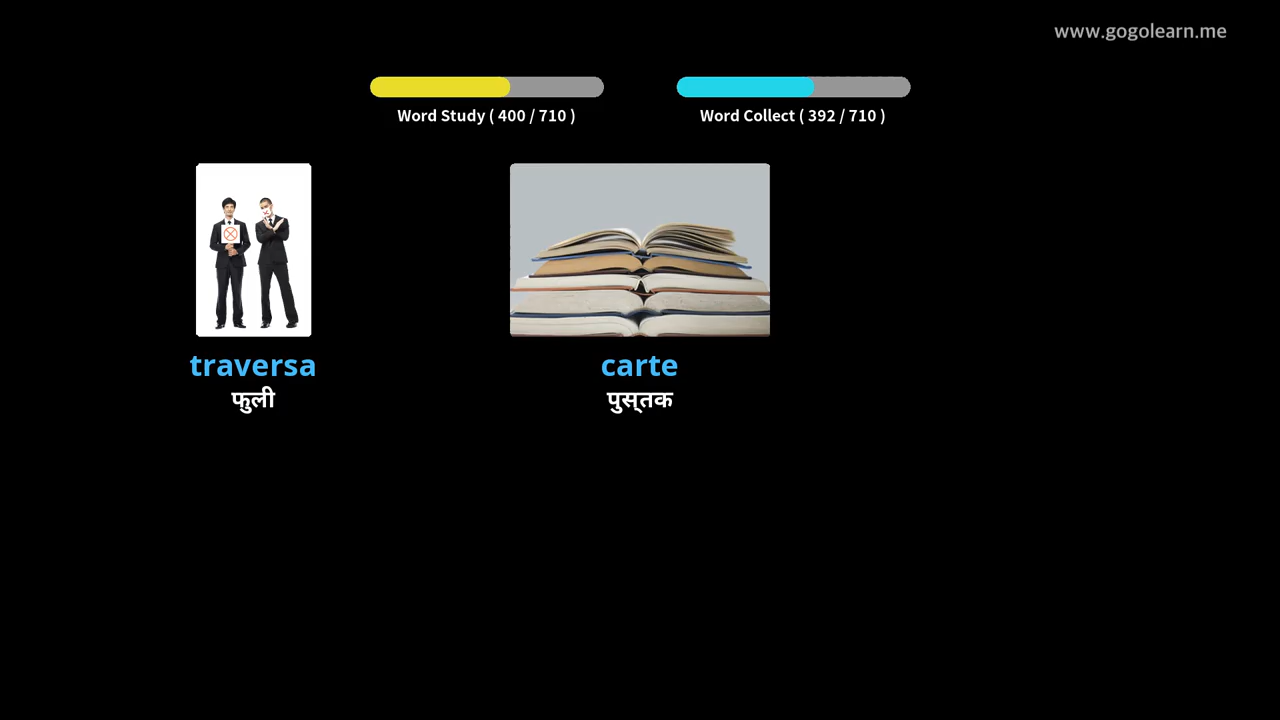 www.gogolearn.me
Word Study ( 400 / 710 )
Word Collect ( 392 / 710 )
traversa
फुली
carte
पुस्तक